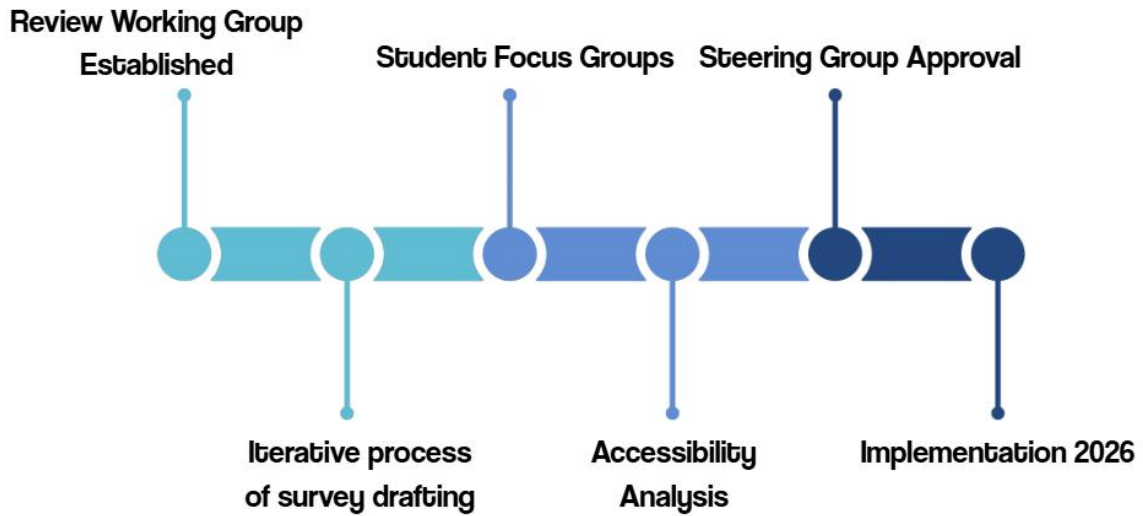 Review Working Group
Established
Student Focus Groups
Steering Group Approval
Iterative process
of survey drafting
Accessibility
Analysis
Implementation 2026